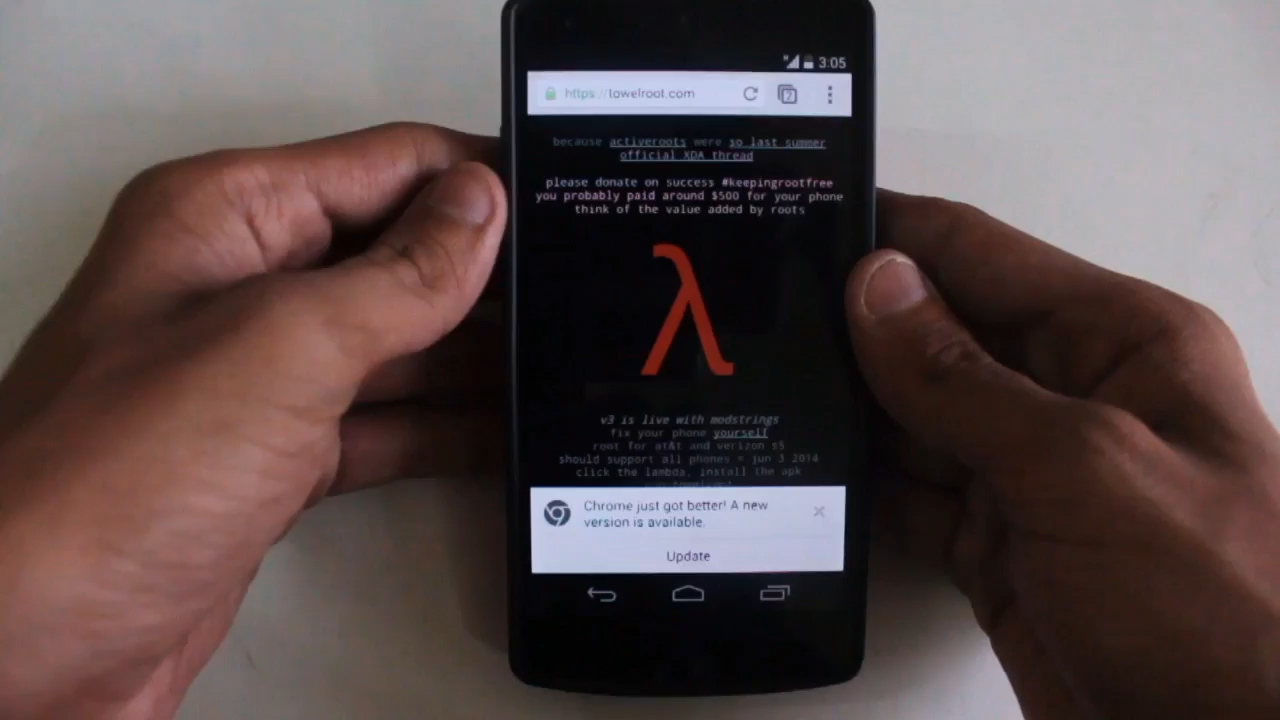 3:05
https://towelroot.com
2
because activeroots were so last summer
official XDA thread
please donate on success #keepingrootfree
you probably paid around $500 for your phone
think of the value added by roots
λ
v3 is live with modstrings
fix your phone yourself
root for at&t and verizon s5
should support all phones < jun 3 2014
click the lambda, install the apk
Chrome just got better! A new
version is available.
Update